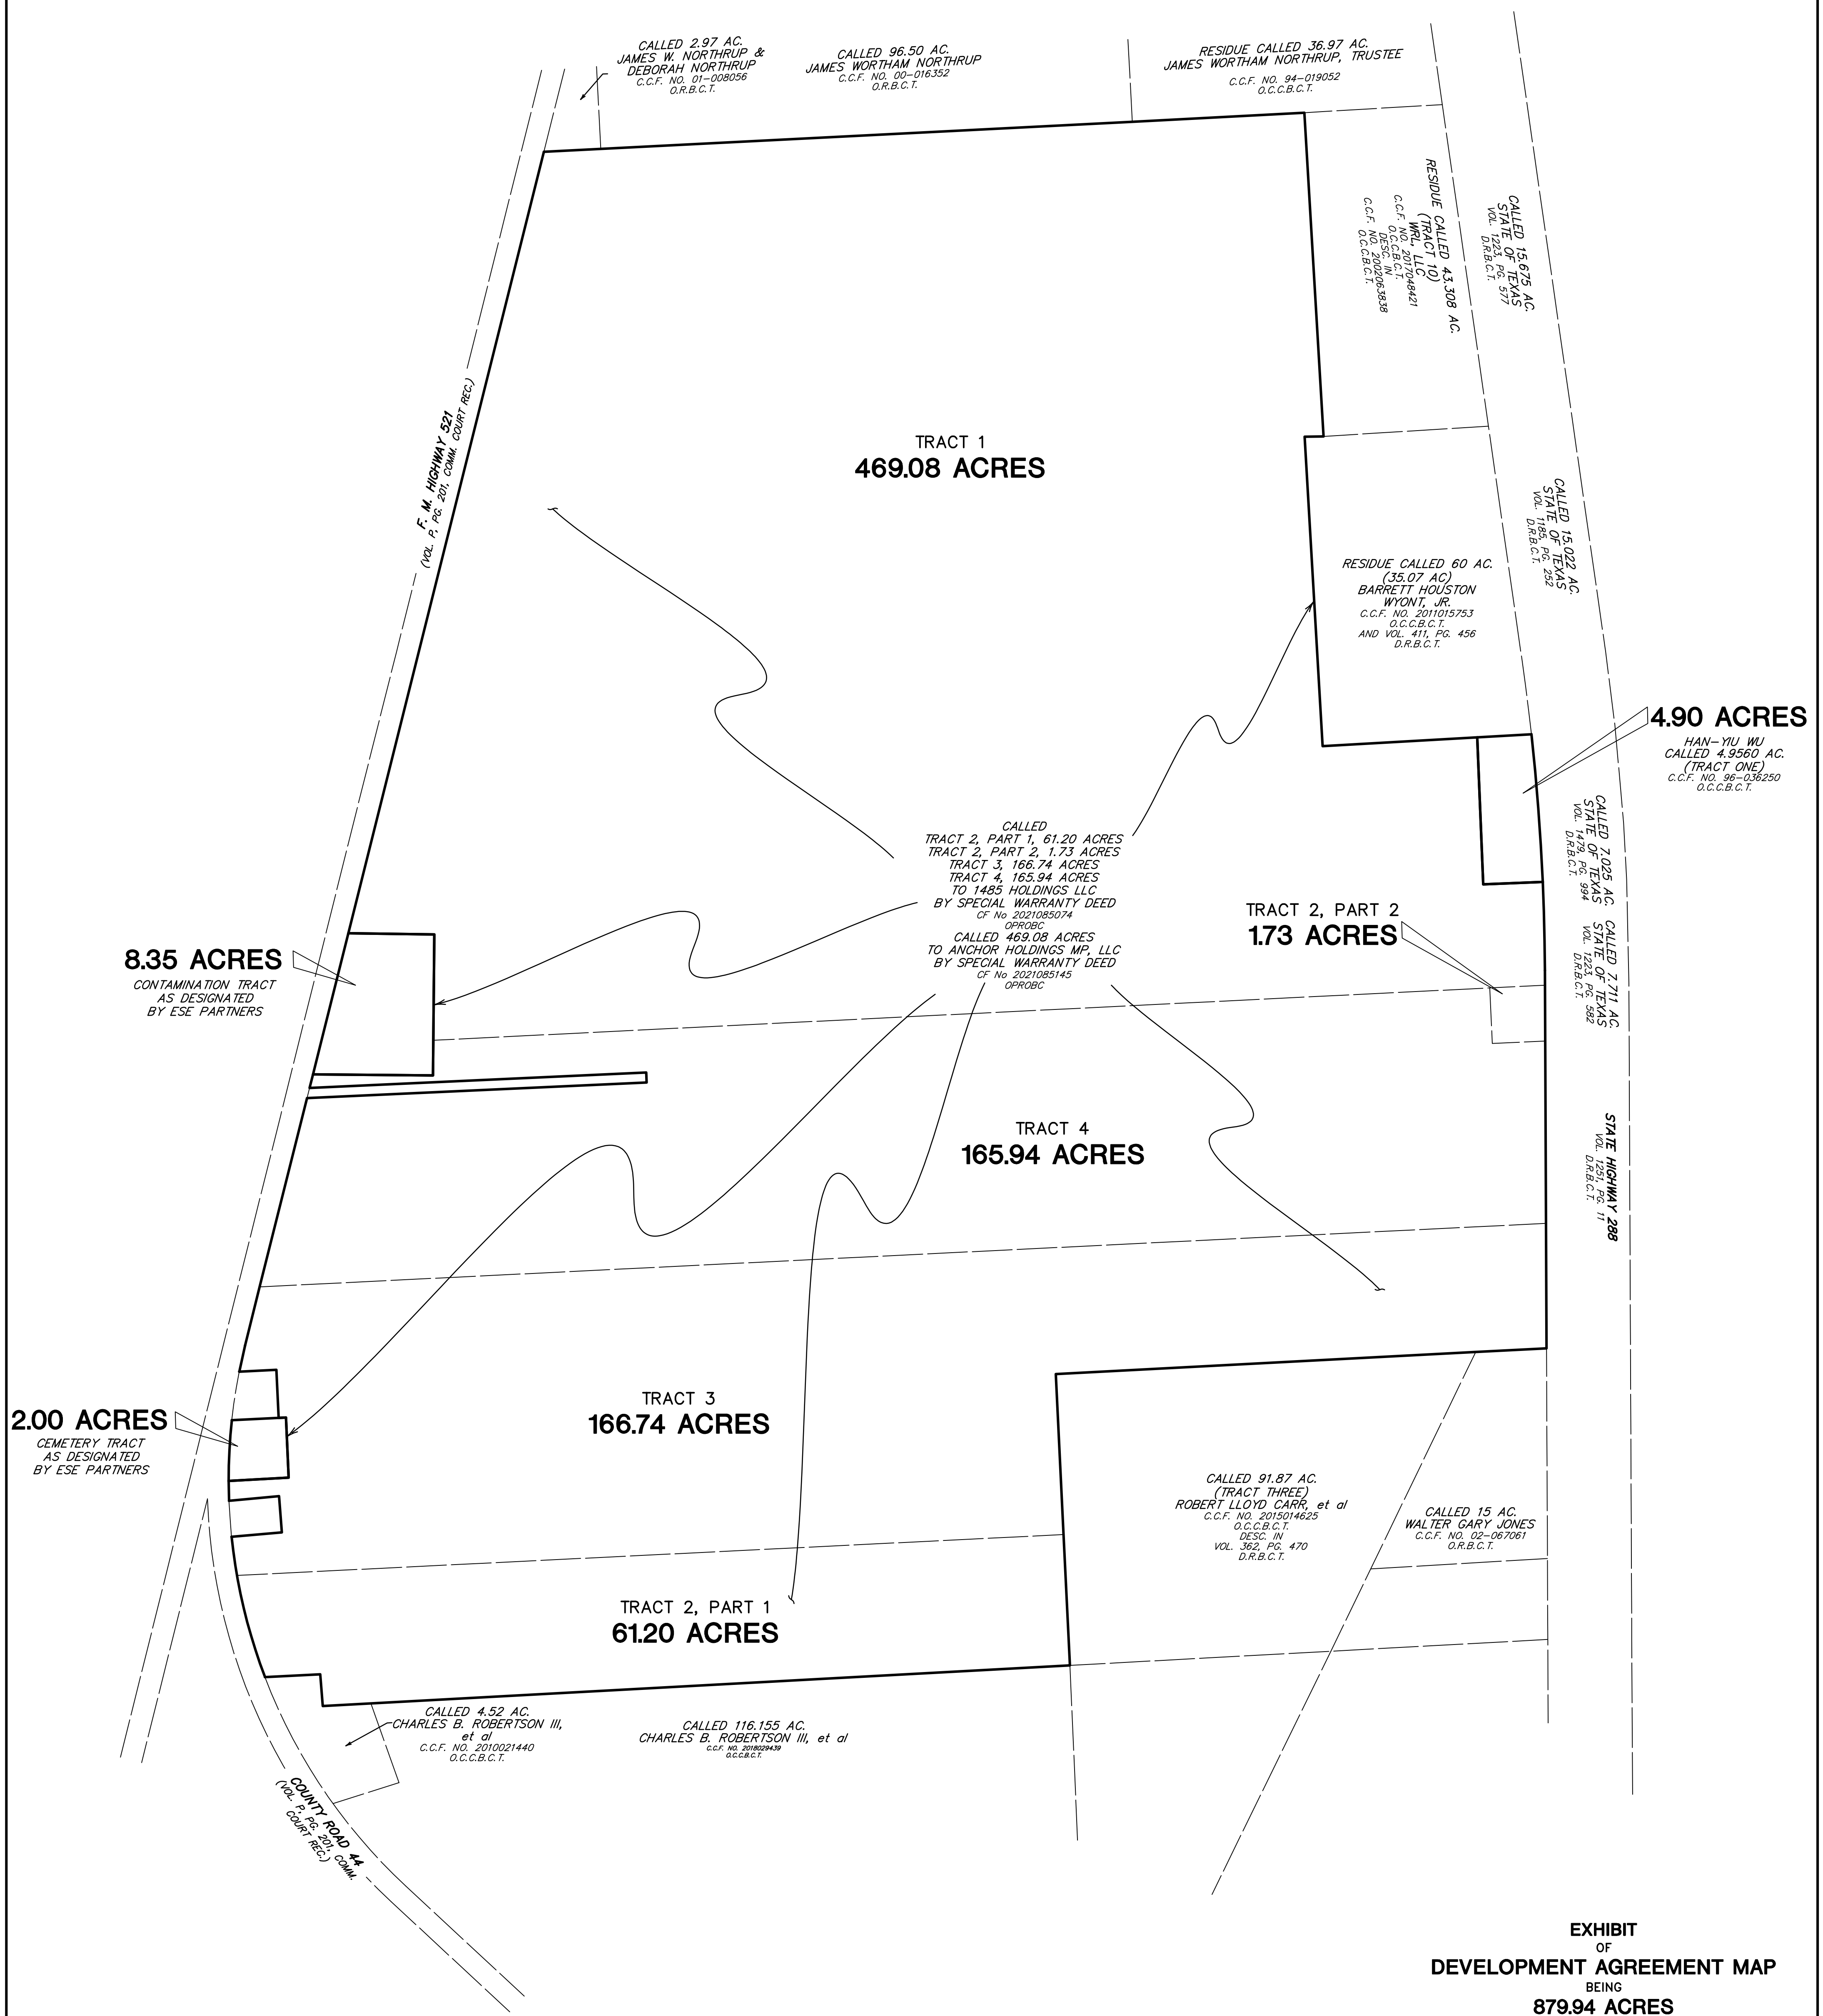 CALLED 2.97 AC.
JAMES W. NORTHRUP &
DEBORAH NORTHRUP
C.C.F. NO. 01-008056
O.R.B.C.T.
CALLED 96.50 AC.
JAMES WORTHAM NORTHRUP
C.C.F. NO. 00-016352
O.R.B.C.T.
RESIDUE CALLED 36.97 AC.
JAMES WORTHAM NORTHRUP, TRUSTEE
C.C.F. NO. 94-019052
O.C.C.B.C.T.
RESIDUE CALLED 43.308 AC.
(TRACT 10)
WRL, LLC
C.C.F. NO. 2017048421
O.C.C.B.C.T.
DESC. IN
C.C.F. NO. 2002063838
O.C.C.B.C.T.
CALLED 15.675 AC.
STATE OF TEXAS
VOL. 1223, PG. 577
D.R.B.C.T.
F. M. HIGHWAY 521
(VOL. P, PG. 201, COMM. COURT REC.)
TRACT 1
469.08 ACRES
CALLED 15.022 AC.
STATE OF TEXAS
VOL. 1185, PG. 252
D.R.B.C.T.
RESIDUE CALLED 60 AC.
(35.07 AC)
BARRETT HOUSTON
WYONT, JR.
C.C.F. NO. 2011015753
O.C.C.B.C.T.
AND VOL. 411, PG. 456
D.R.B.C.T.
4.90 ACRES
HAN-YIU WU
CALLED 4.9560 AC.
(TRACT ONE)
C.C.F. NO. 96-036250
O.C.C.B.C.T.
CALLED 7.025 AC.
STATE OF TEXAS
VOL. 1479, PG. 994
D.R.B.C.T.
CALLED
TRACT 2, PART 1, 61.20 ACRES
TRACT 2, PART 2, 1.73 ACRES
TRACT 3, 166.74 ACRES
TRACT 4, 165.94 ACRES
TO 1485 HOLDINGS LLC
BY SPECIAL WARRANTY DEED
CF No 2021085074
OPROBC
CALLED 469.08 ACRES
TO ANCHOR HOLDINGS MP, LLC
BY SPECIAL WARRANTY DEED
CF No 2021085145
OPROBC
TRACT 2, PART 2
1.73 ACRES
CALLED 7.711 AC.
STATE OF TEXAS
VOL. 1223, PG. 582
D.R.B.C.T.
8.35 ACRES
CONTAMINATION TRACT
AS DESIGNATED
BY ESE PARTNERS
TRACT 4
165.94 ACRES
STATE HIGHWAY 288
VOL. 1251, PG. 11
D.R.B.C.T.
TRACT 3
166.74 ACRES
2.00 ACRES
CEMETERY TRACT
AS DESIGNATED
BY ESE PARTNERS
CALLED 91.87 AC.
(TRACT THREE)
ROBERT LLOYD CARR, et al
C.C.F. NO. 2015014625
O.C.C.B.C.T.
DESC. IN
VOL. 362, PG. 470
D.R.B.C.T.
CALLED 15 AC.
WALTER GARY JONES
C.C.F. NO. 02-067061
O.R.B.C.T.
TRACT 2, PART 1
61.20 ACRES
CALLED 4.52 AC.
CHARLES B. ROBERTSON III,
et al
C.C.F. NO. 2010021440
O.C.C.B.C.T.
CALLED 116.155 AC.
CHARLES B. ROBERTSON III, et al
C.C.F. NO. 2018029439
O.C.C.B.C.T.
COUNTY ROAD 44
(VOL. P, PG. 201, COMM.
COURT REC.)
EXHIBIT
OF
DEVELOPMENT AGREEMENT MAP
BEING
879.94 ACRES